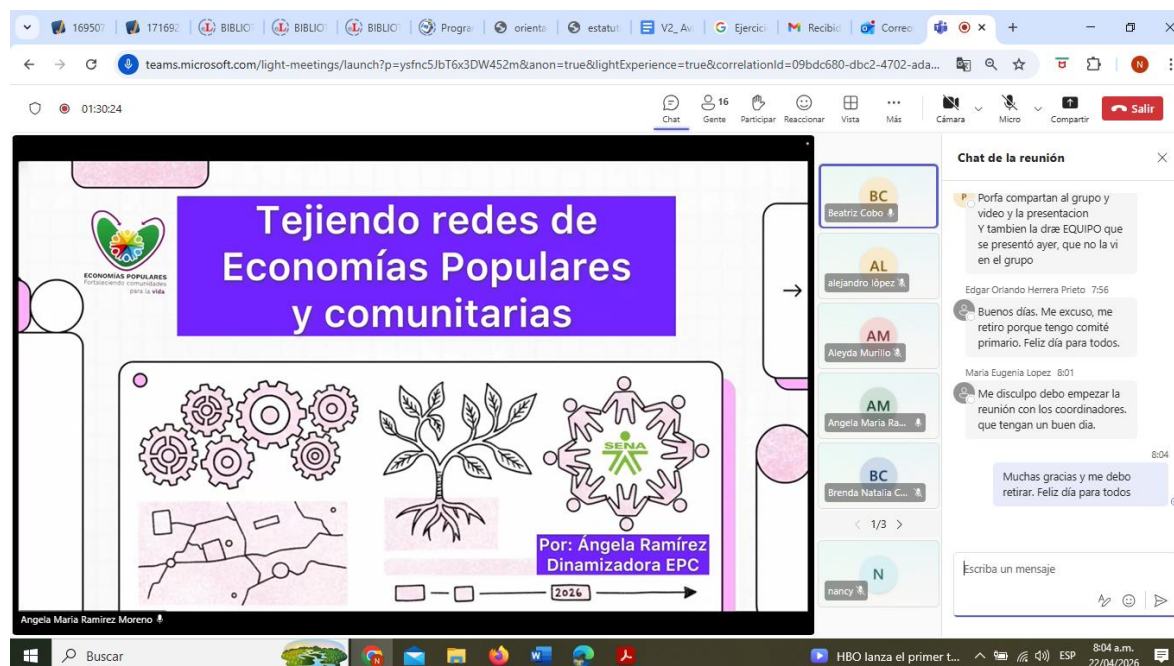 169507
171692
BIBLIO
BIBLIO
BIBLIO
Progra
orienta
estatut
V2_ Av
Ejercici
Recibid
Correo
teams.microsoft.com/light-meetings/launch?p=ysfnc5JbT6x3DW452m&anon=true&lightExperience=true&correlationId=09bdc680-dbc2-4702-ada...
N
01:30:24
16
Chat
Gente
Participar
Reaccionar
Vista
Más
Cámara
Micro
Compartir
Salir
ECONOMÍAS POPULARES
Fortaleciendo comunidades
para la vida
Tejiendo redes de
Economías Populares
y comunitarias
SENA
Por: Ángela Ramírez
Dinamizadora EPC
2026
Angela Maria Ramirez Moreno
BC
Beatriz Cobo
AL
alejandro lópez
AM
Aleyda Murillo
AM
Angela Maria Ra...
BC
Brenda Natalia C...
1/3
N
nancy
Chat de la reunión
P
Porfa compartan al grupo y
video y la presentacion
Y tambien la dræ EQUIPO que
se presentó ayer, que no la vi
en el grupo
Edgar Orlando Herrera Prieto 7:56
Buenos días. Me excuso, me
retiro porque tengo comité
primario. Feliz día para todos.
Maria Eugenia Lopez 8:01
Me disculpo debo empezar la
reunión con los coordinadores.
que tengan un buen dia.
8:04
Muchas gracias y me debo
retirar. Feliz día para todos
Escriba un mensaje
Buscar
HBO lanza el primer t...
ESP
8:04 a.m.
22/04/2026